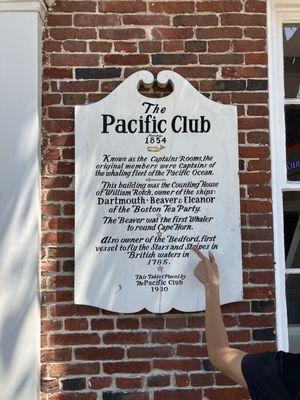 The
Pacific Club
1854
Known as the Captains' Rooms, the
original members were Captains of
the whaling fleet of the Pacific Ocean.
This building was the Counting House
of William Rotch, owner of the ships:
Dartmouth - Beaver & Eleanor
of the Boston Tea Party.
The Beaver was the first Whaler
to round Cape Horn.
Also owner of the "Bedford, first
vessel to fly the Stars and Stripes in
British waters in
1785.
This Tablet Placed by
The Pacific Club
1930